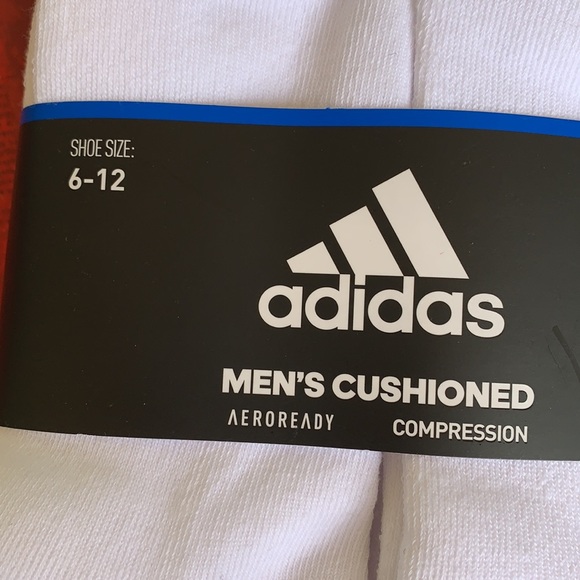 SHOE SIZE:
6-12
adidas
MEN'S CUSHIONED
AEROREADY COMPRESSION